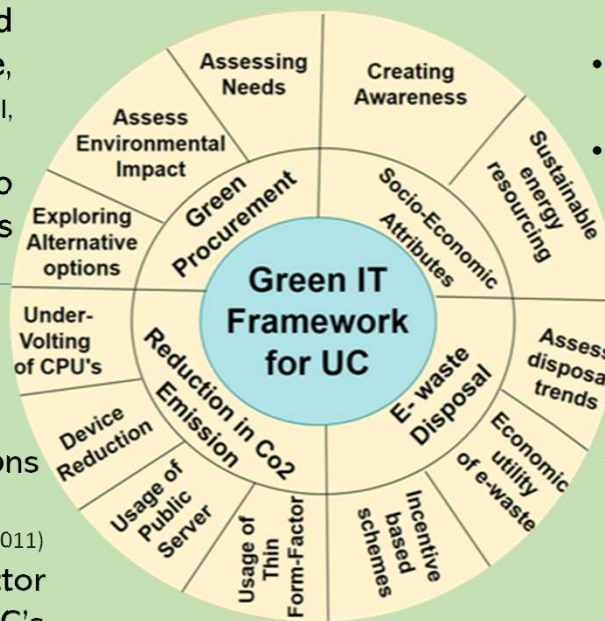 Green IT
Framework
for UC
Green
Procurement
Socio-Economic
Attributes
E- waste
Disposal
Reduction in Co2
Emission
Assessing
Needs
Creating
Awareness
Sustainable
energy
resourcing
disposa
trends
Economic
utility
of e-waste
Incentive
based
schemes
Usage of
Thin
Form-Factor
Usage of
Public
Server
Device
Reduction
Under-
Volting
of CPU's
Exploring
Alternative
options
Assess
Environmental
Impact
011)